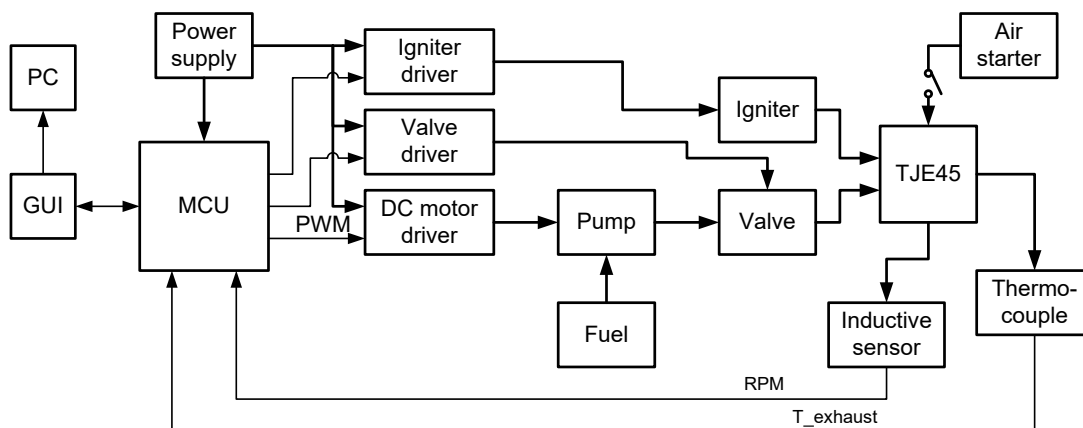 Power
supply
Igniter
driver
Air
starter
PC
Igniter
Valve
driver
TJE45
GUI
MCU
DC motor
driver
Pump
Valve
PWM
Thermo-
couple
Fuel
Inductive
sensor
RPM
T_exhaust